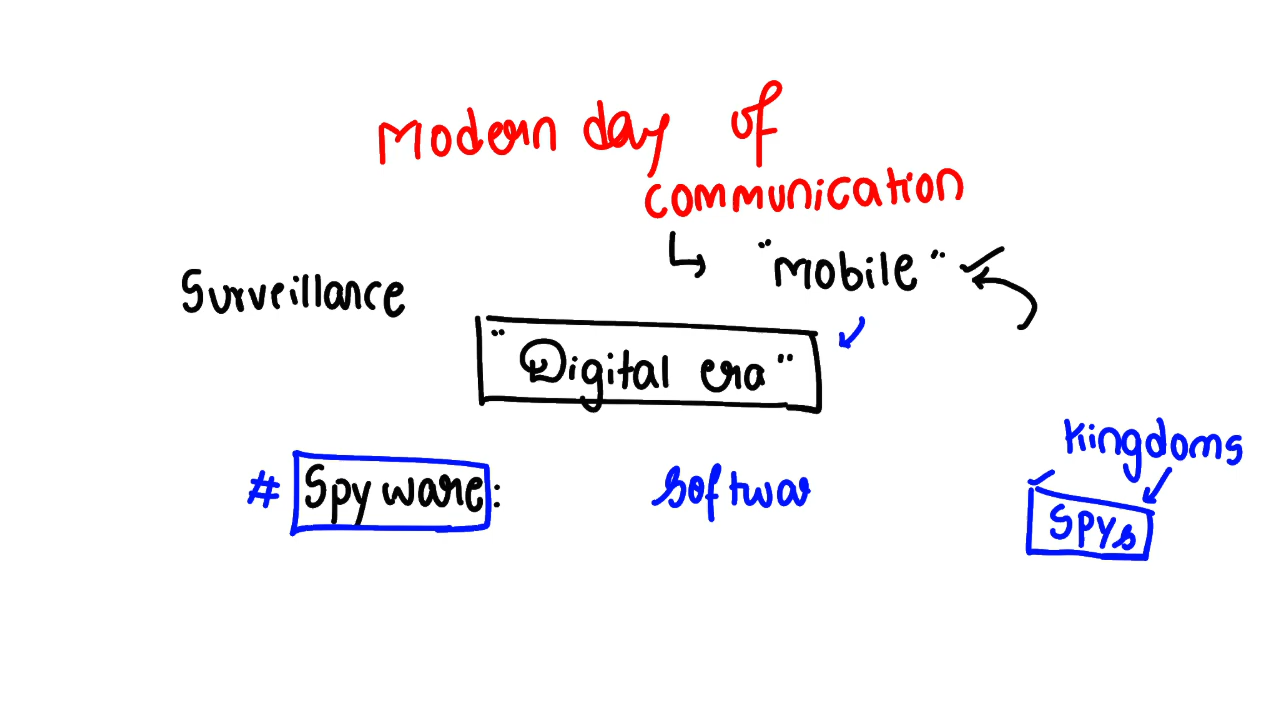 Modern day of
communication
"mobile"
Surveillance
"Digital era"
Kingdoms
# Spyware: Softwar
SPYs